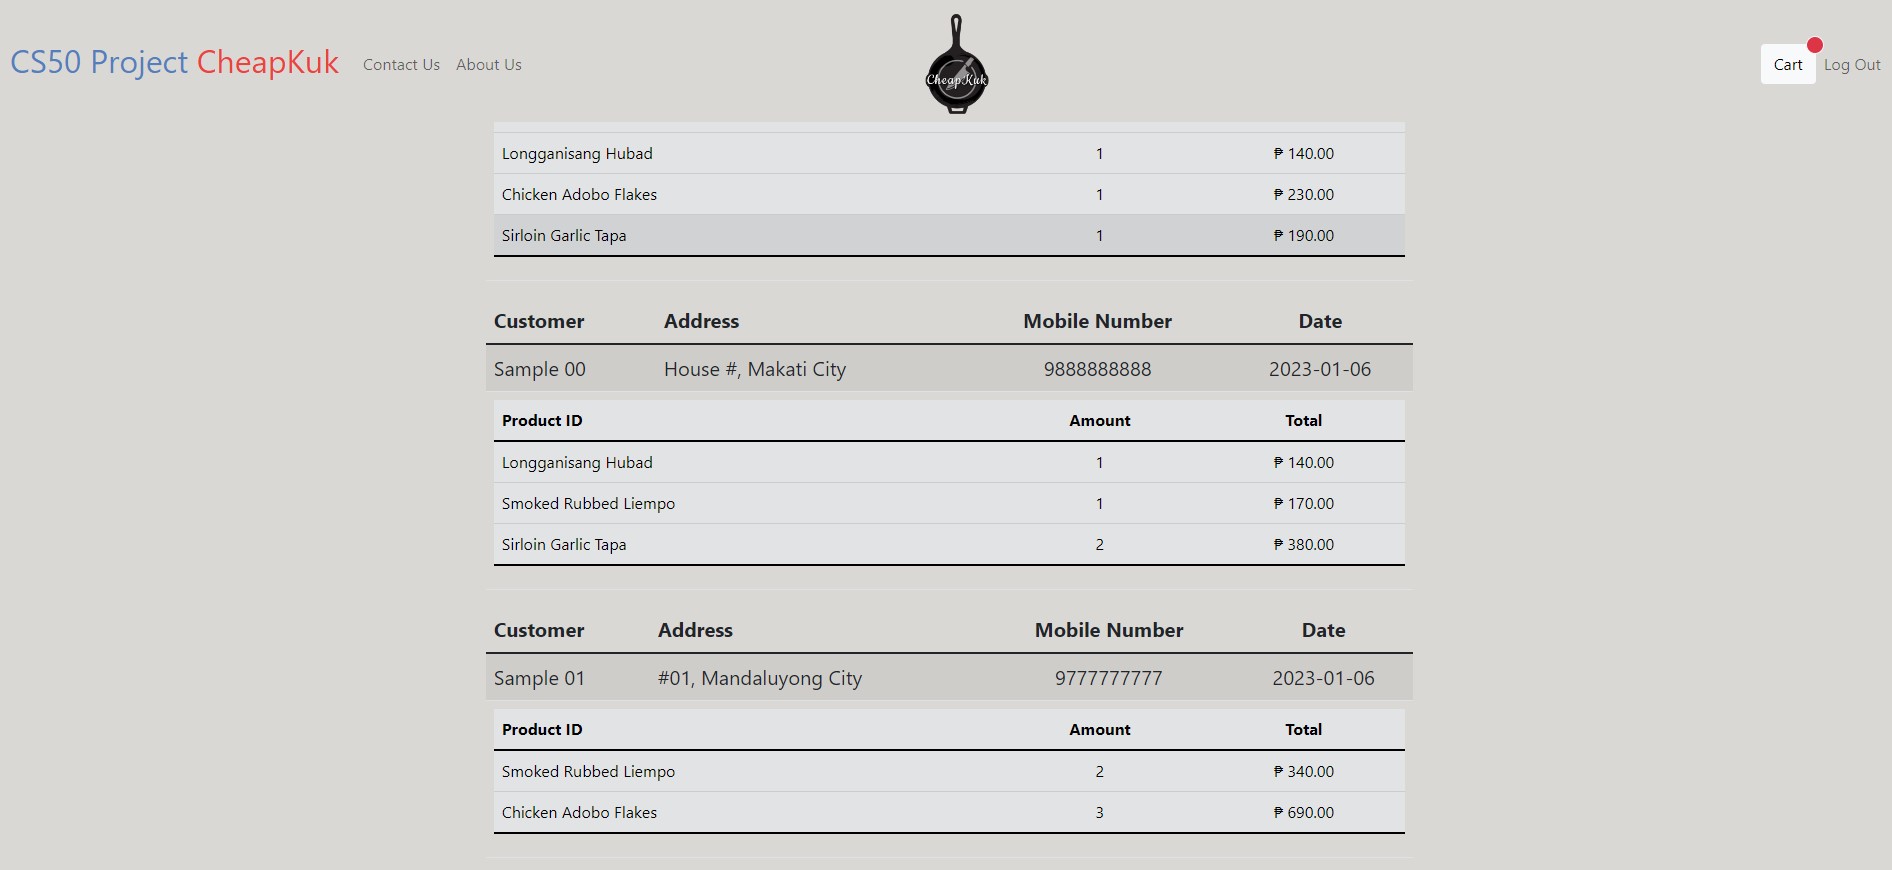 CS50 Project CheapKuk Contact Us About Us CheapKuk Cart Log Out
Longganisang Hubad 1 ₱ 140.00
Chicken Adobo Flakes 1 ₱ 230.00
Sirloin Garlic Tapa 1 ₱ 190.00
Customer Address Mobile Number Date
Sample 00 House #, Makati City 9888888888 2023-01-06
Product ID Amount Total
Longganisang Hubad 1 ₱ 140.00
Smoked Rubbed Liempo 1 ₱ 170.00
Sirloin Garlic Tapa 2 ₱ 380.00
Customer Address Mobile Number Date
Sample 01 #01, Mandaluyong City 9777777777 2023-01-06
Product ID Amount Total
Smoked Rubbed Liempo 2 ₱ 340.00
Chicken Adobo Flakes 3 ₱ 690.00